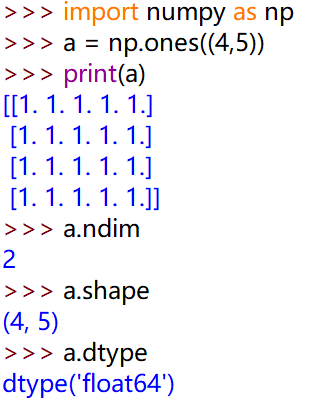 >>> import numpy as np
>>> a = np.ones((4,5))
>>> print(a)
[[1. 1. 1. 1. 1.]
 [1. 1. 1. 1. 1.]
 [1. 1. 1. 1. 1.]
 [1. 1. 1. 1. 1.]]
>>> a.ndim
2
>>> a.shape
(4, 5)
>>> a.dtype
dtype('float64')